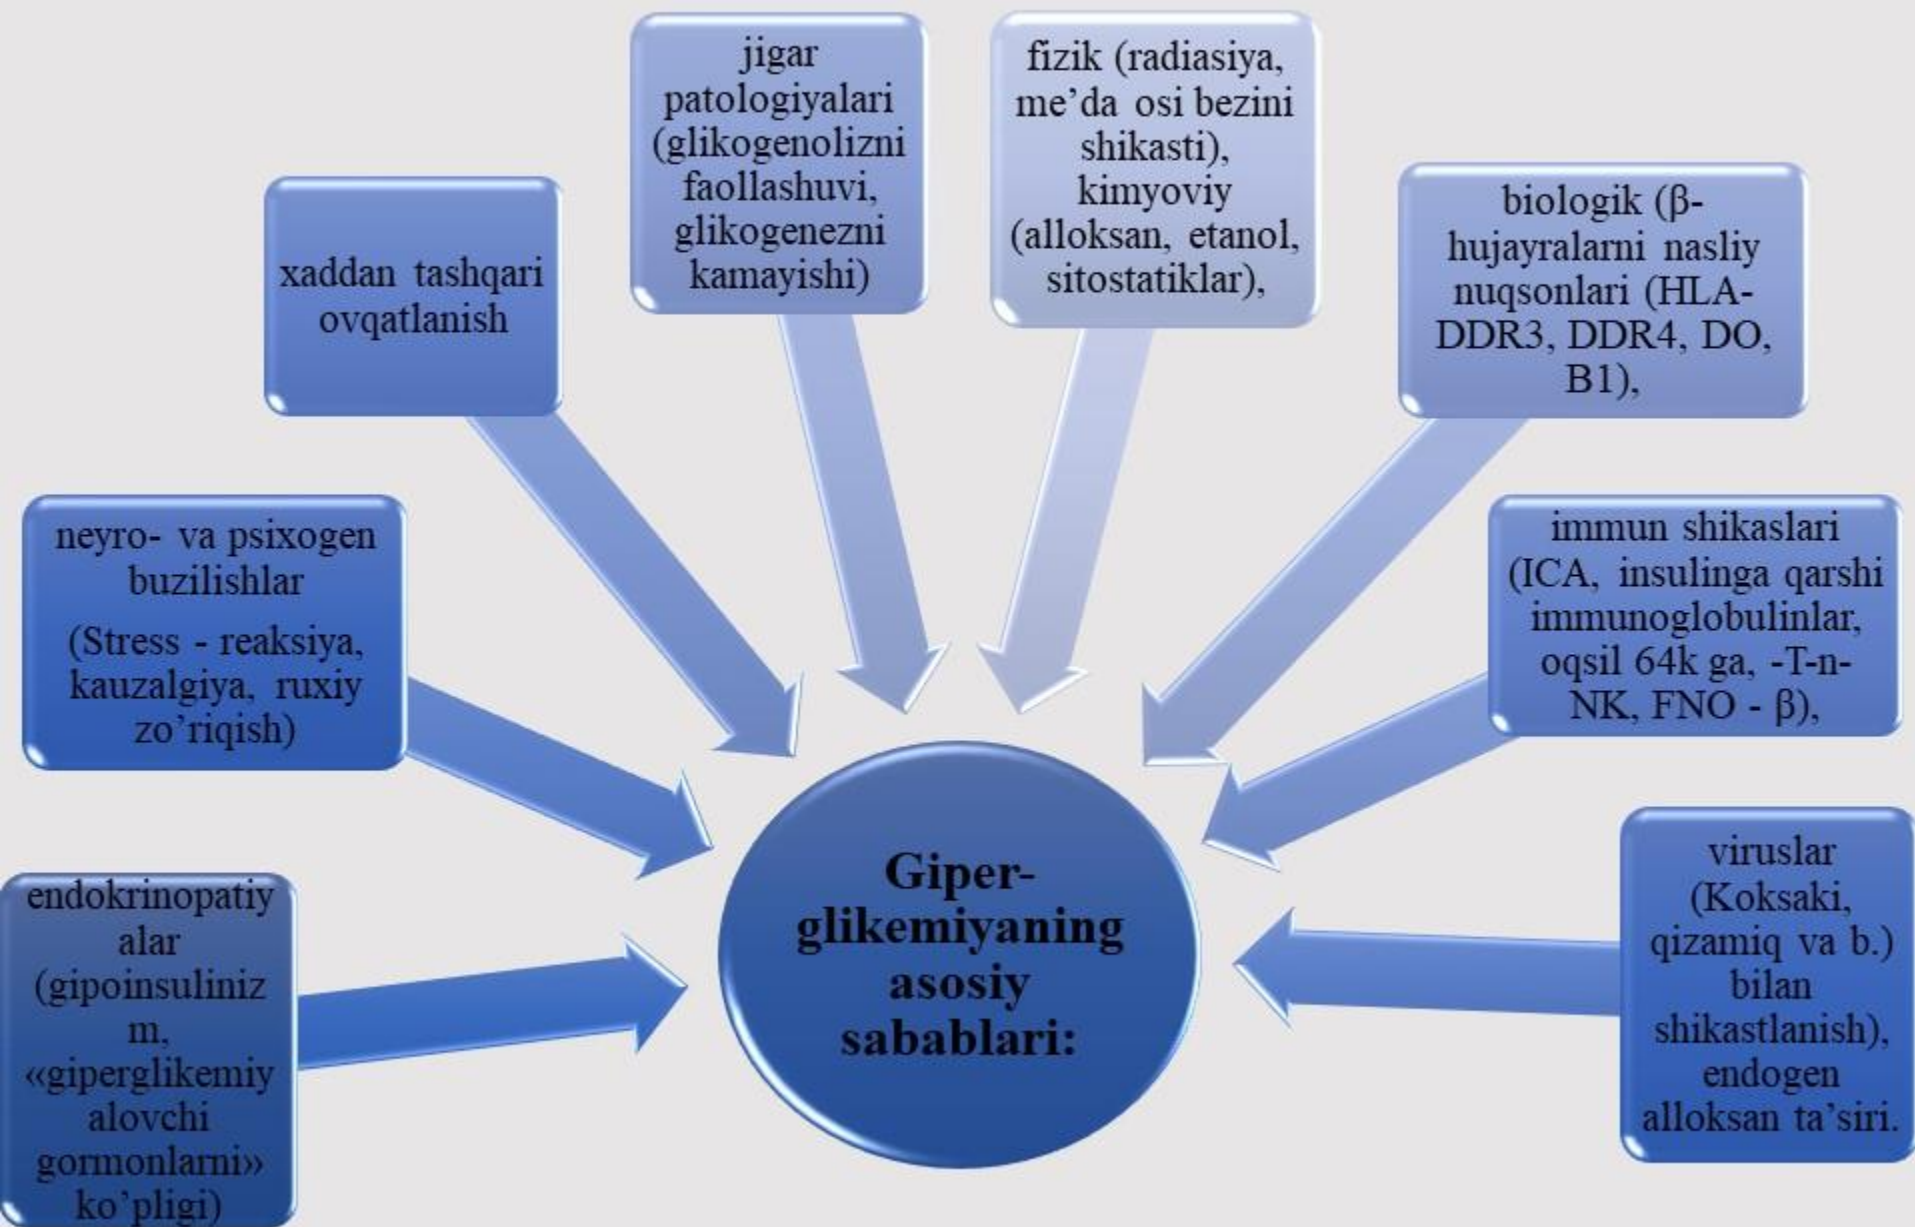 endokrinopatiy
alar
(gipoinsuliniz
m,
«giperglikemiy
alovchi
gormonlarni»
ko’pligi)
neyro- va psixogen
buzilishlar
(Stress - reaksiya,
kauzalgiya, ruxiy
zo’riqish)
xaddan tashqari
ovqatlanish
jigar
patologiyalari
(glikogenolizni
faollashuvi,
glikogenezni
kamayishi)
fizik (radiasiya,
me’da osi bezini
shikasti),
kimyoviy
(alloksan, etanol,
sitostatiklar),
biologik (β-
hujayralarni nasliy
nuqsonlari (HLA-
DDR3, DDR4, DO,
B1),
immun shikaslari
(ICA, insulinga qarshi
immunoglobulinlar,
oqsil 64k ga, -T-n-
NK, FNO - β),
viruslar
(Koksaki,
qizamiq va b.)
bilan
shikastlanish),
endogen
alloksan ta’siri.
Giper-
glikemiyaning
asosiy
sabablari: